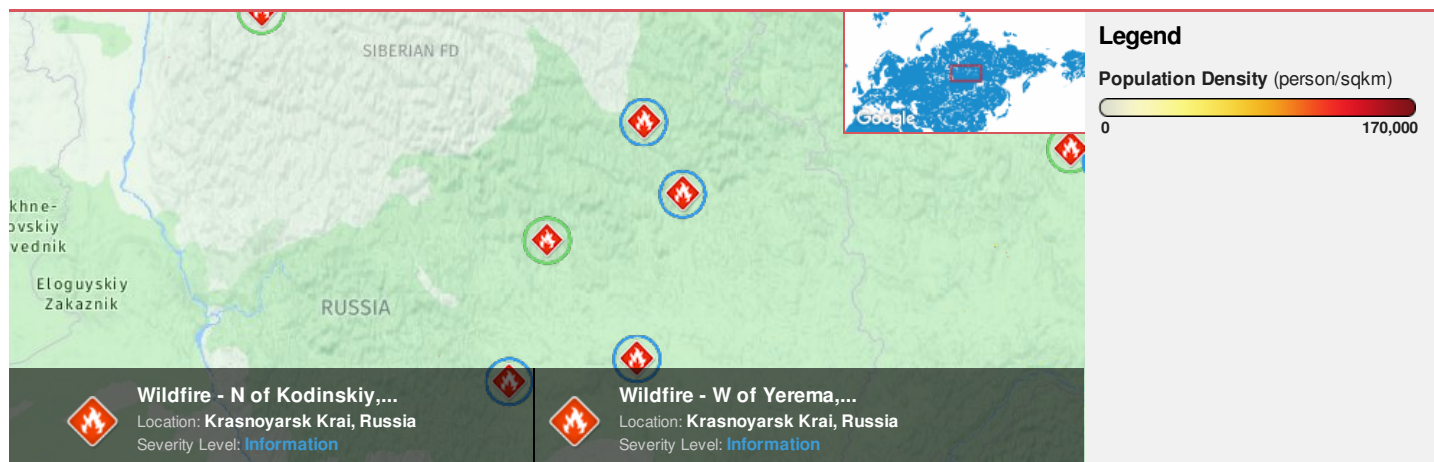 SIBERIAN FD
Google
khne-
ovskiy
vednik
Eloguyskiy
Zakaznik
RUSSIA
Wildfire - N of Kodinskiy,...
Location: Krasnoyarsk Krai, Russia
Severity Level: Information
Wildfire - W of Yerema,...
Location: Krasnoyarsk Krai, Russia
Severity Level: Information
Legend
Population Density (person/sqkm)
0 170,000